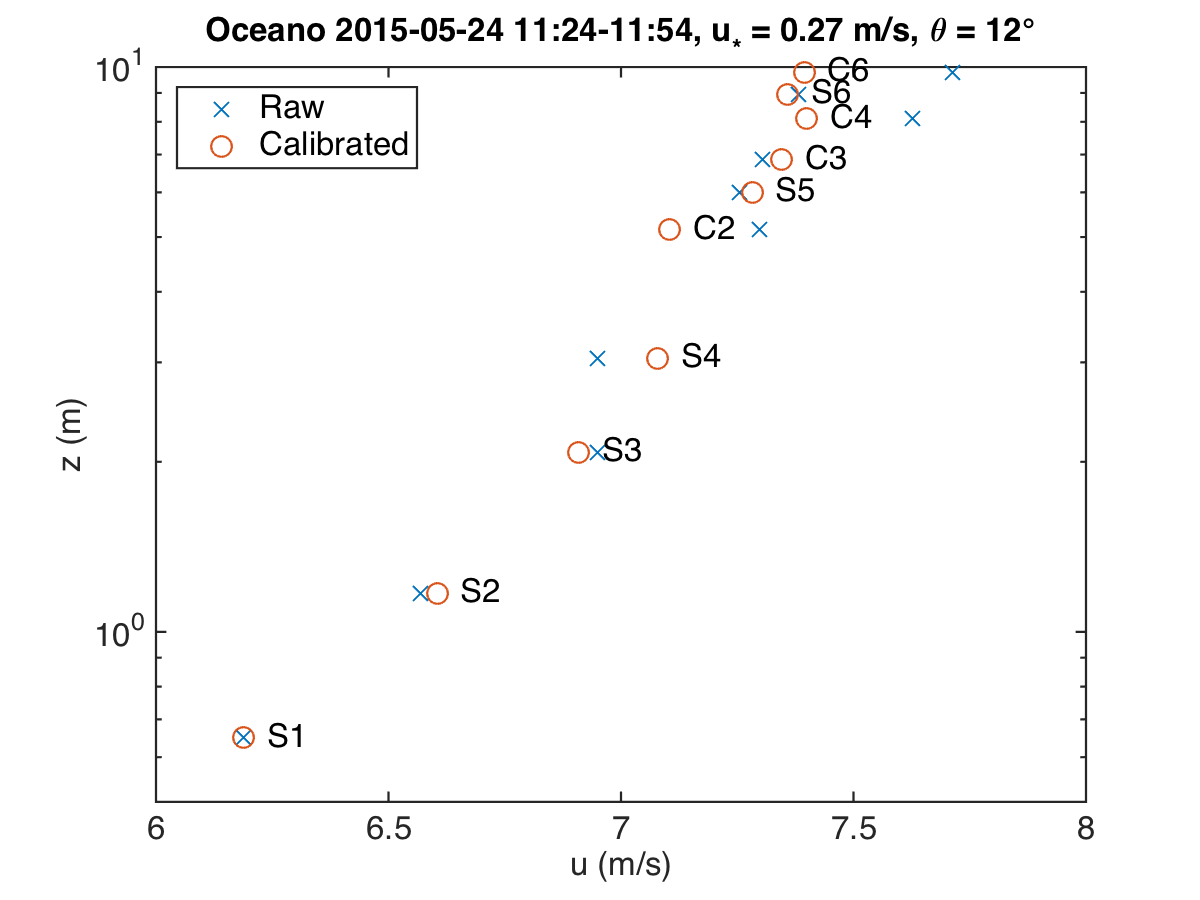 Oceano 2015-05-24 11:24-11:54, u* = 0.27 m/s, θ = 12°
10¹
Raw
Calibrated
C6
S6
C4
C3
S5
C2
S4
z (m)
S3
S2
10⁰
S1
6
6.5
7
7.5
8
u (m/s)